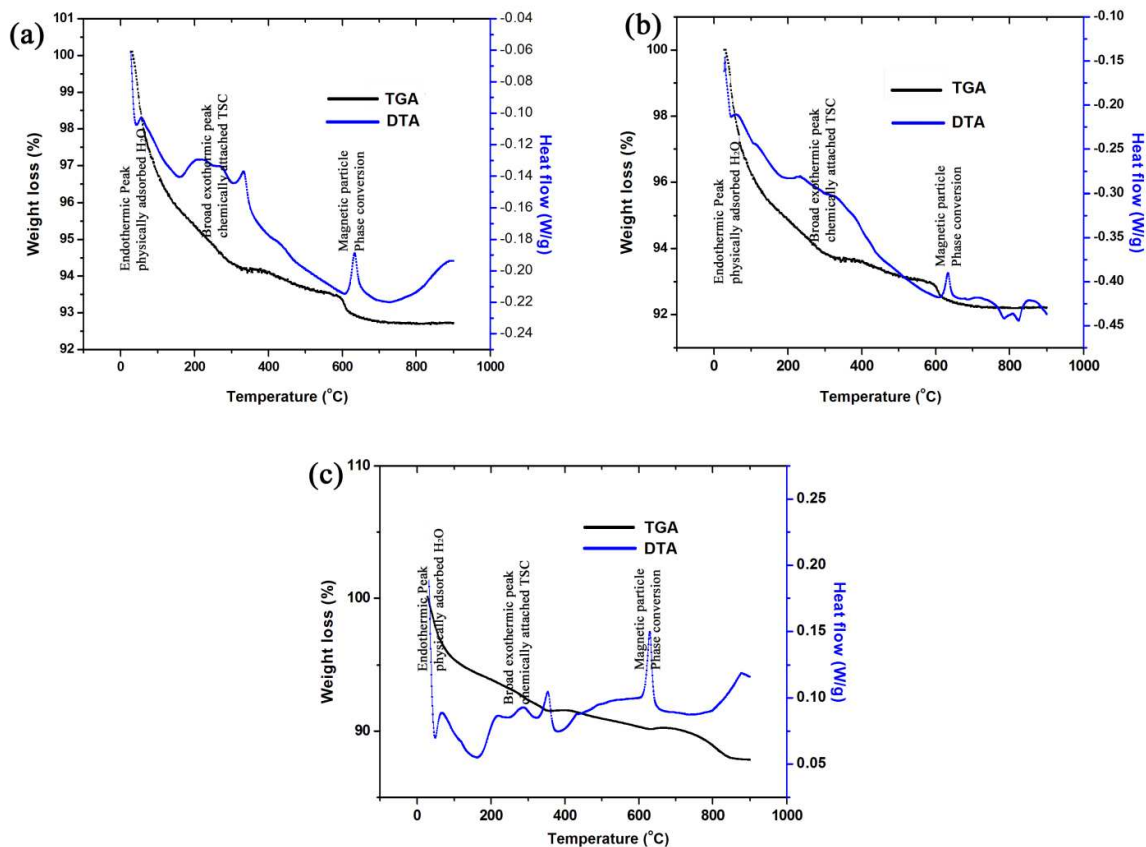 (a)
101
100
99
98
97
96
95
94
93
92
Weight loss (%)
Endothermic Peak
physically adsorbed H₂O
Broad exothermic peak
chemically attached TSC
Magnetic particle
Phase conversion
TGA
DTA
-0.04
-0.06
-0.08
-0.10
-0.12
-0.14
-0.16
-0.18
-0.20
-0.22
-0.24
Heat flow (W/g)
0 200 400 600 800 1000
Temperature (°C)
(b)
100
98
96
94
92
Weight loss (%)
Endothermic Peak
physically adsorbed H₂O
Broad exothermic peak
chemically attached TSC
Magnetic particle
Phase conversion
TGA
DTA
-0.10
-0.15
-0.20
-0.25
-0.30
-0.35
-0.40
-0.45
Heat flow (W/g)
0 200 400 600 800 1000
Temperature (°C)
(c)
110
100
90
Weight loss (%)
Endothermic Peak
physically adsorbed H₂O
Broad exothermic peak
chemically attached TSC
Magnetic particle
Phase conversion
TGA
DTA
0.25
0.20
0.15
0.10
0.05
Heat flow (W/g)
0 200 400 600 800 1000
Temperature (°C)